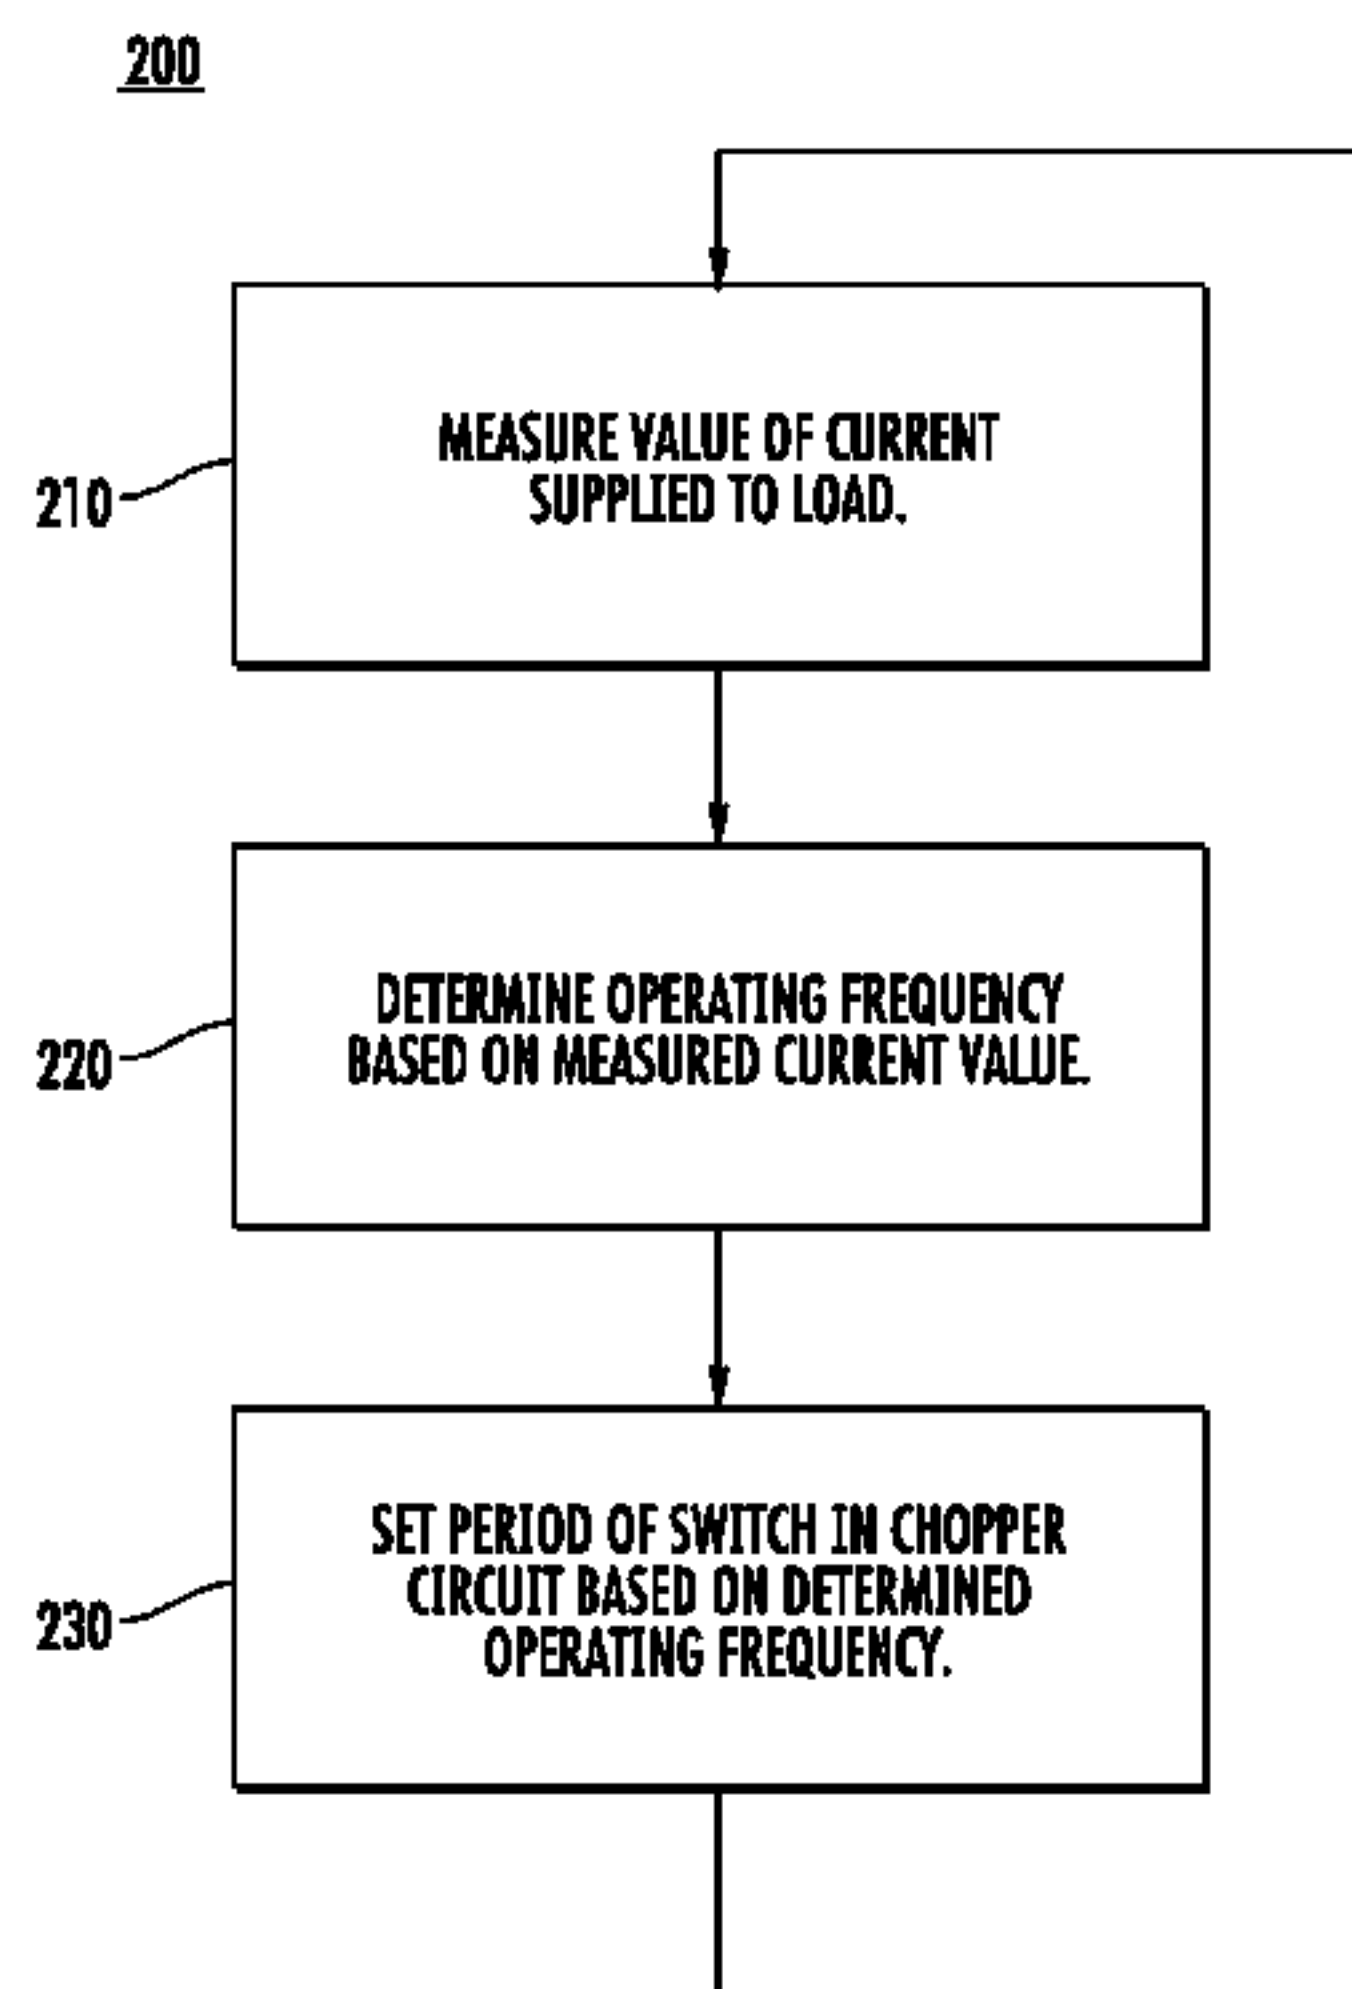 200
MEASURE VALUE OF CURRENT
SUPPLIED TO LOAD.
210
DETERMINE OPERATING FREQUENCY
BASED ON MEASURED CURRENT VALUE.
220
SET PERIOD OF SWITCH IN CHOPPER
CIRCUIT BASED ON DETERMINED
OPERATING FREQUENCY.
230